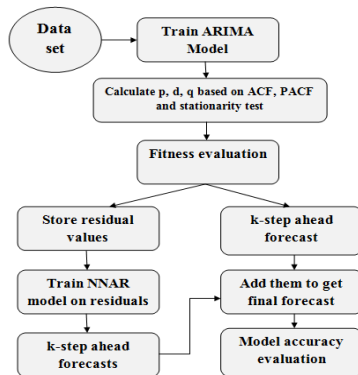 Data
set
Train ARIMA
Model
Calculate p, d, q based on ACF, PACF
and stationarity test
Fitness evaluation
Store residual
values
Train NNAR
model on residuals
k-step ahead
forecasts
k-step ahead
forecast
Add them to get
final forecast
Model accuracy
evaluation